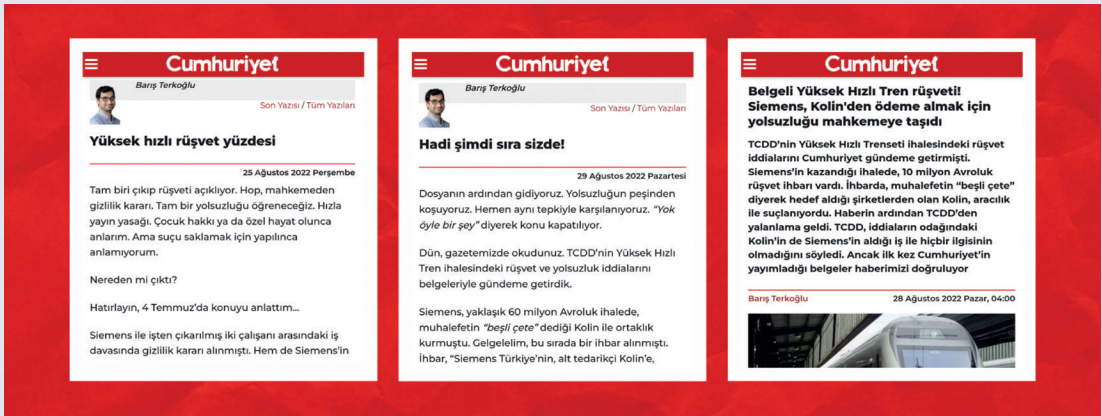 Cumhuriyet
Barış Terkoğlu
Son Yazısı / Tüm Yazıları
Yüksek hızlı rüşvet yüzdesi
25 Ağustos 2022 Perşembe
Tam biri çıkıp rüşveti açıklıyor. Hop, mahkemeden
gizlilik kararı. Tam bir yolsuzluğu öğreneceğiz. Hızla
yayın yasağı. Çocuk hakkı ya da özel hayat olunca
anlarım. Ama suçu saklamak için yapılınca
anlamıyorum.
Nereden mi çıktı?
Hatırlayın, 4 Temmuz’da konuyu anlattım...
Siemens ile işten çıkarılmış iki çalışanı arasındaki iş
davasında gizlilik kararı alınmıştı. Hem de Siemens’in
Cumhuriyet
Barış Terkoğlu
Son Yazısı / Tüm Yazıları
Hadi şimdi sıra sizde!
29 Ağustos 2022 Pazartesi
Dosyanın ardından gidiyoruz. Yolsuzluğun peşinden
koşuyoruz. Hemen aynı tepkiyle karşılanıyoruz. “Yok
öyle bir şey” diyerek konu kapatılıyor.
Dün, gazetemizde okudunuz. TCDD’nin Yüksek Hızlı
Tren ihalesindeki rüşvet ve yolsuzluk iddialarını
belgeleriyle gündeme getirdik.
Siemens, yaklaşık 60 milyon Avroluk ihalede,
muhalefetin “beşli çete” dediği Kolin ile ortaklık
kurmuştu. Gelgelelim, bu sırada bir ihbar alınmıştı.
İhbar, “Siemens Türkiye’nin, alt tedarikçi Kolin’e,
Cumhuriyet
Belgeli Yüksek Hızlı Tren rüşveti!
Siemens, Kolin'den ödeme almak için
yolsuzluğu mahkemeye taşıdı
TCDD’nin Yüksek Hızlı Trenseti ihalesindeki rüşvet
iddialarını Cumhuriyet gündeme getirmişti.
Siemens’in kazandığı ihalede, 10 milyon Avroluk
rüşvet ihbarı vardı. İhbarda, muhalefetin “beşli çete”
diyerek hedef aldığı şirketlerden olan Kolin, aracılık
ile suçlanıyordu. Haberin ardından TCDD’den
yalanlama geldi. TCDD, iddiaların odağındaki
Kolin’in de Siemens’in aldığı iş ile hiçbir ilgisinin
olmadığını söyledi. Ancak ilk kez Cumhuriyet’in
yayımladığı belgeler haberimizi doğruluyor
Barış Terkoğlu
28 Ağustos 2022 Pazar, 04:00